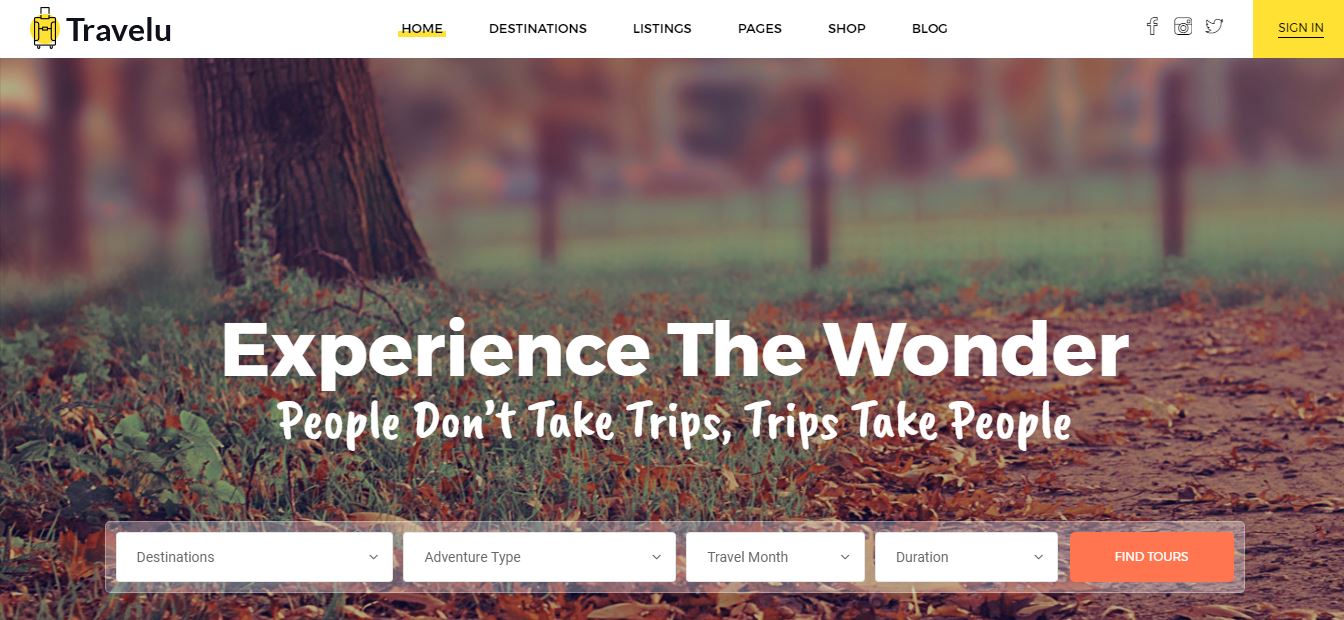 Travelu
HOME DESTINATIONS LISTINGS PAGES SHOP BLOG
SIGN IN
Experience The Wonder
People Don't Take Trips, Trips Take People
Destinations Adventure Type Travel Month Duration FIND TOURS